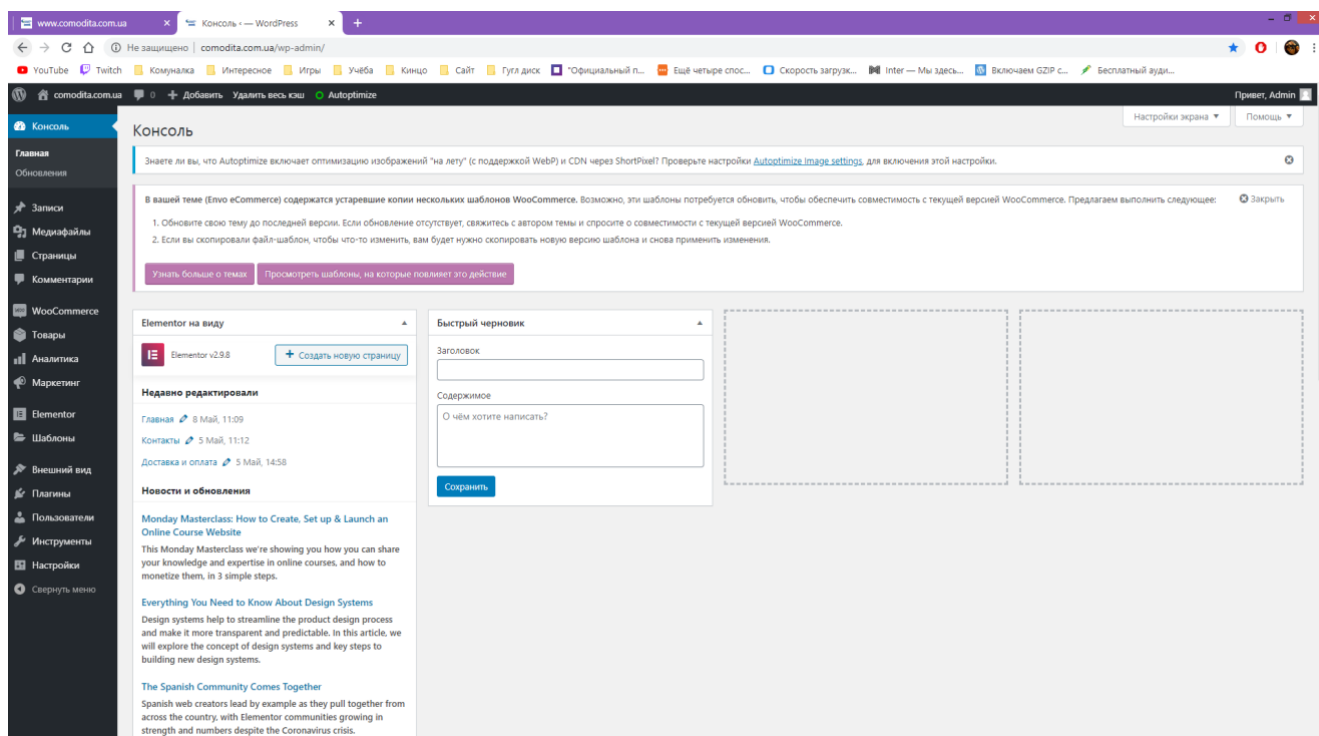 www.comodita.com.ua
Консоль ‹ — WordPress
Не защищено | comodita.com.ua/wp-admin/
YouTube Twitch Комуналка Интересное Игры Учёба Кинцо Сайт Гугл диск "Официальный п... Ещё четыре спос... Скорость загрузк... Inter — Мы здесь... Включаем GZIP с... Бесплатный ауди...
comodita.com.ua 0 + Добавить Удалить весь кэш Autoptimize Привет, Admin
Настройки экрана ▼ Помощь ▼
Консоль
Главная
Обновления
Записи
Медиафайлы
Страницы
Комментарии
WooCommerce
Товары
Аналитика
Маркетинг
Elementor
Шаблоны
Внешний вид
Плагины
Пользователи
Инструменты
Настройки
Свернуть меню
Консоль
Знаете ли вы, что Autoptimize включает оптимизацию изображений "на лету" (с поддержкой WebP) и CDN через ShortPixel? Проверьте настройки Autoptimize Image settings, для включения этой настройки.
В вашей теме (Envo eCommerce) содержатся устаревшие копии нескольких шаблонов WooCommerce. Возможно, эти шаблоны потребуется обновить, чтобы обеспечить совместимость с текущей версией WooCommerce. Предлагаем выполнить следующее:
Закрыть
1. Обновите свою тему до последней версии. Если обновление отсутствует, свяжитесь с автором темы и спросите о совместимости с текущей версией WooCommerce.
2. Если вы скопировали файл-шаблон, чтобы что-то изменить, вам будет нужно скопировать новую версию шаблона и снова применить изменения.
Узнать больше о темах Просмотреть шаблоны, на которые повлияет это действие
Elementor на виду
Elementor v2.9.8 + Создать новую страницу
Недавно редактировали
Главная 8 Май, 11:09
Контакты 5 Май, 11:12
Доставка и оплата 5 Май, 14:58
Новости и обновления
Monday Masterclass: How to Create, Set up & Launch an
Online Course Website
This Monday Masterclass we're showing you how you can share
your knowledge and expertise in online courses, and how to
monetize them, in 3 simple steps.
Everything You Need to Know About Design Systems
Design systems help to streamline the product design process
and make it more transparent and predictable. In this article, we
will explore the concept of design systems and key steps to
building new design systems.
The Spanish Community Comes Together
Spanish web creators lead by example as they pull together from
across the country, with Elementor communities growing in
strength and numbers despite the Coronavirus crisis.
Быстрый черновик
Заголовок
Содержимое
О чём хотите написать?
Сохранить